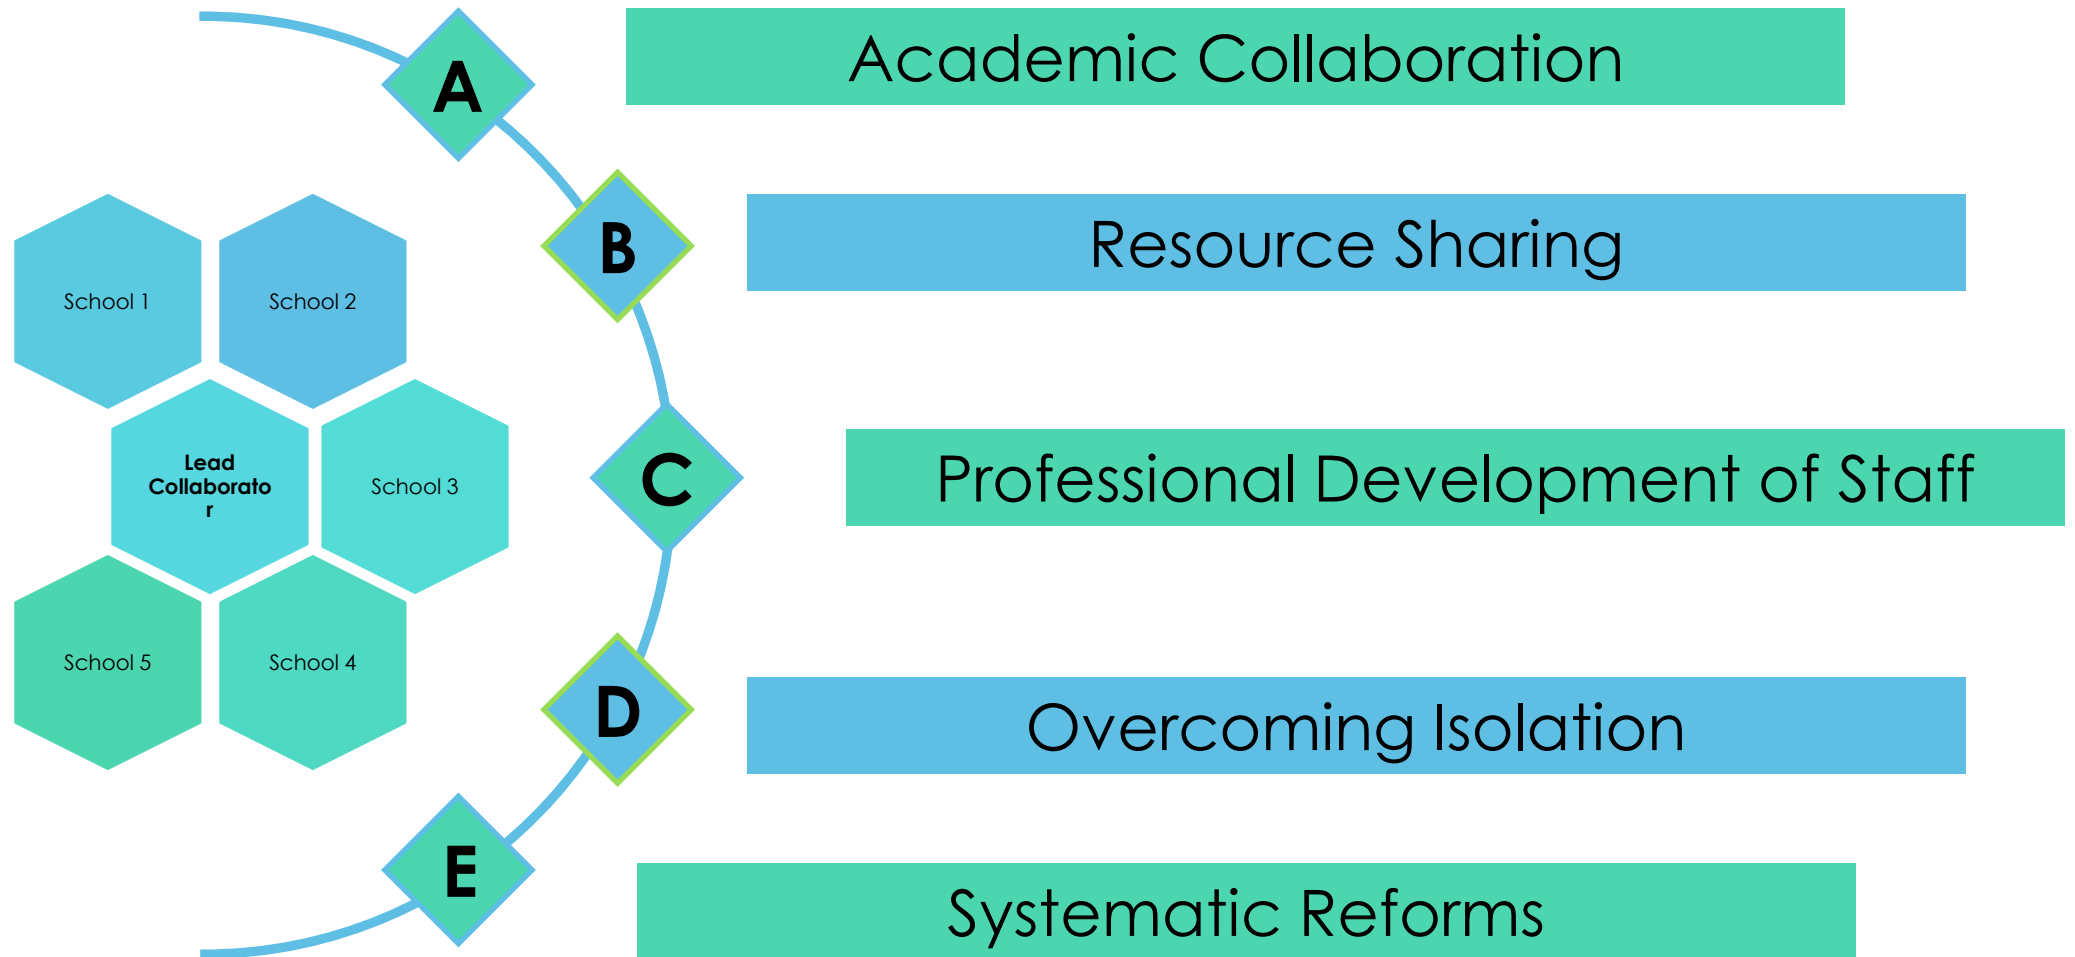 A
Academic Collaboration
B
Resource Sharing
School 1
School 2
Lead
Collaborato
r
School 3
C
Professional Development of Staff
School 5
School 4
D
Overcoming Isolation
E
Systematic Reforms